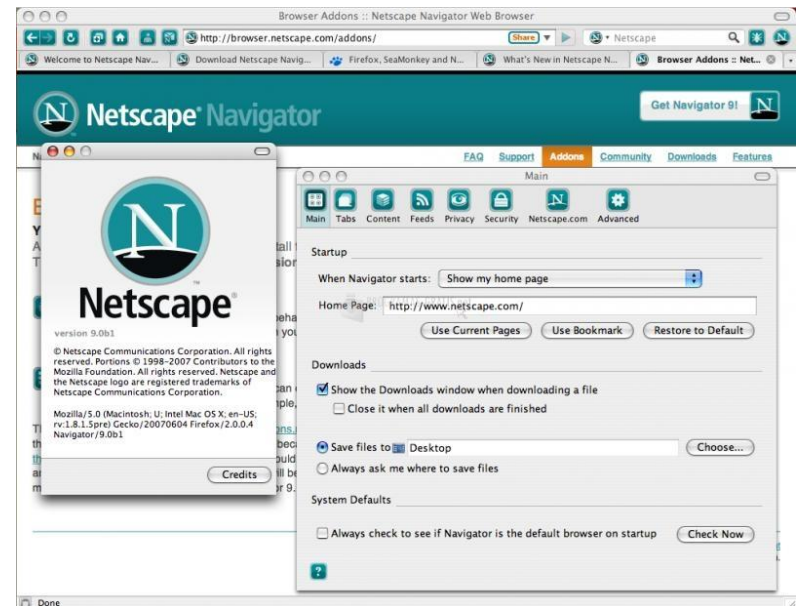 Browser Addons :: Netscape Navigator Web Browser
http://browser.netscape.com/addons/
Share
Netscape
Welcome to Netscape Nav...
Download Netscape Navig...
Firefox, SeaMonkey and N...
What's New in Netscape N...
Browser Addons :: Net...
N Netscape® Navigator
Get Navigator 9! N
FAQ Support Addons Community Downloads Features
N
Netscape®
version 9.0b1
© Netscape Communications Corporation. All rights
reserved. Portions © 1998-2007 Contributors to the
Mozilla Foundation. All rights reserved. Netscape and
the Netscape logo are registered trademarks of
Netscape Communications Corporation.
Mozilla/5.0 (Macintosh; U; Intel Mac OS X; en-US;
rv:1.8.1.5pre) Gecko/20070604 Firefox/2.0.0.4
Navigator/9.0b1
Credits
Main
Main Tabs Content Feeds Privacy Security Netscape.com Advanced
Startup
When Navigator starts: Show my home page
Home Page: http://www.netscape.com/
Use Current Pages Use Bookmark Restore to Default
Downloads
Show the Downloads window when downloading a file
Close it when all downloads are finished
Save files to Desktop Choose...
Always ask me where to save files
System Defaults
Always check to see if Navigator is the default browser on startup Check Now
?
Done